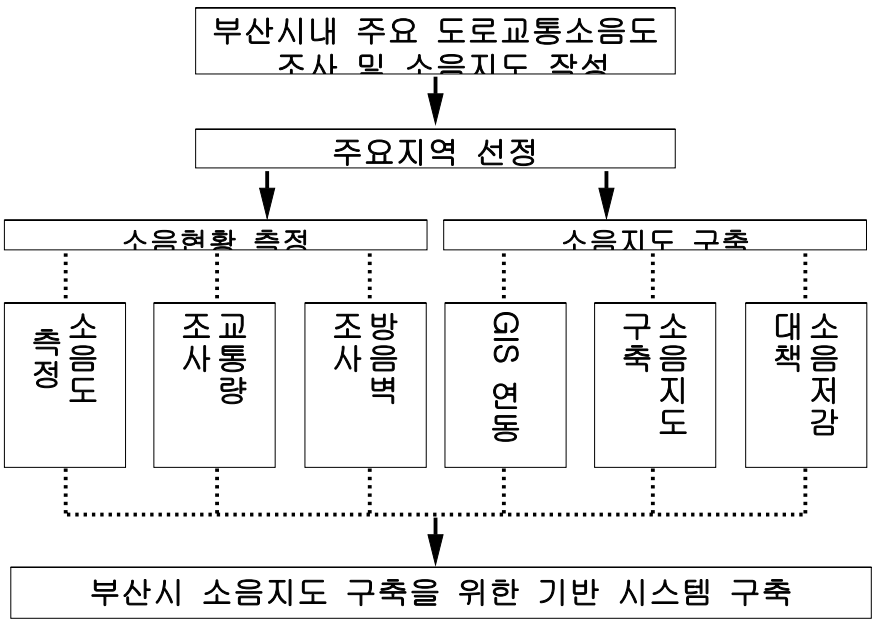 부산시내 주요 도로교통소음도
조사 및 소음지도 작성
주요지역 선정
소음현황 측정
소음지도 구축
소음도
측정
교통량
조사
방음벽
조사
GIS 연동
소음지도
구축
소음저감
대책
부산시 소음지도 구축을 위한 기반 시스템 구축